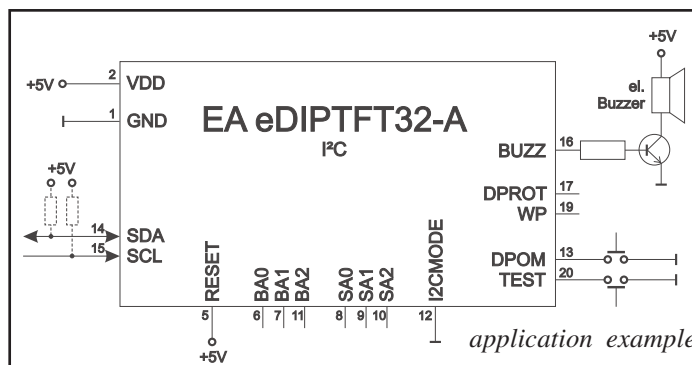 +5V
el.
Buzzer
+5V
2
VDD
1
GND
EA eDIPTFT32-A
I²C
BUZZ
16
DPROT
17
WP
19
+5V
14
SDA
15
SCL
DPOM
13
TEST
20
RESET
BA0
BA1
BA2
SA0
SA1
SA2
I2CMODE
5
6
7
11
8
9
10
12
+5V
application example